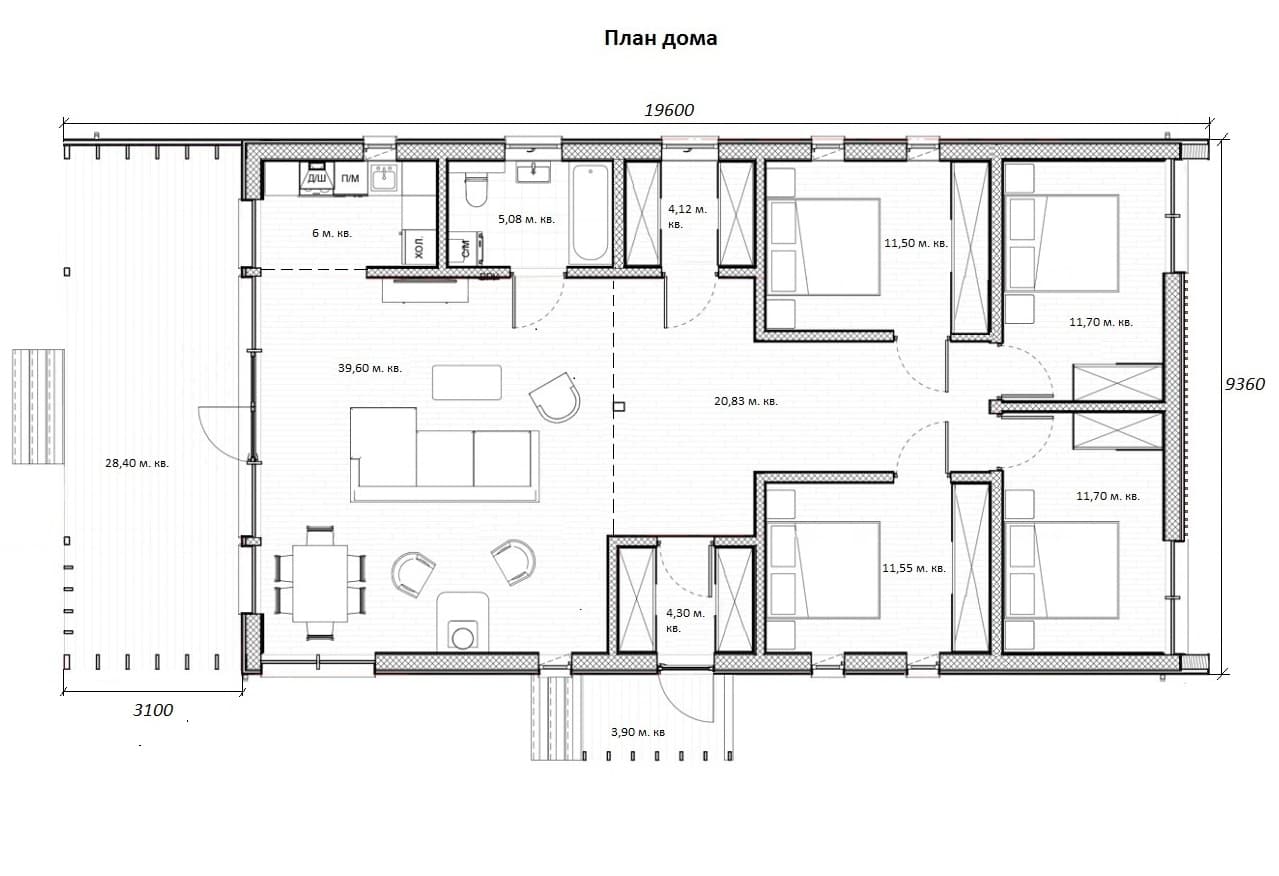 План дома
19600
Д/Ш
П/М
6 м. кв.
ХОЛ.
5,08 м. кв.
С/М
4,12 м.
кв.
11,50 м. кв.
11,70 м. кв.
39,60 м. кв.
20,83 м. кв.
9360
28,40 м. кв.
11,70 м. кв.
11,55 м. кв.
4,30 м.
кв.
3100
3,90 м. кв